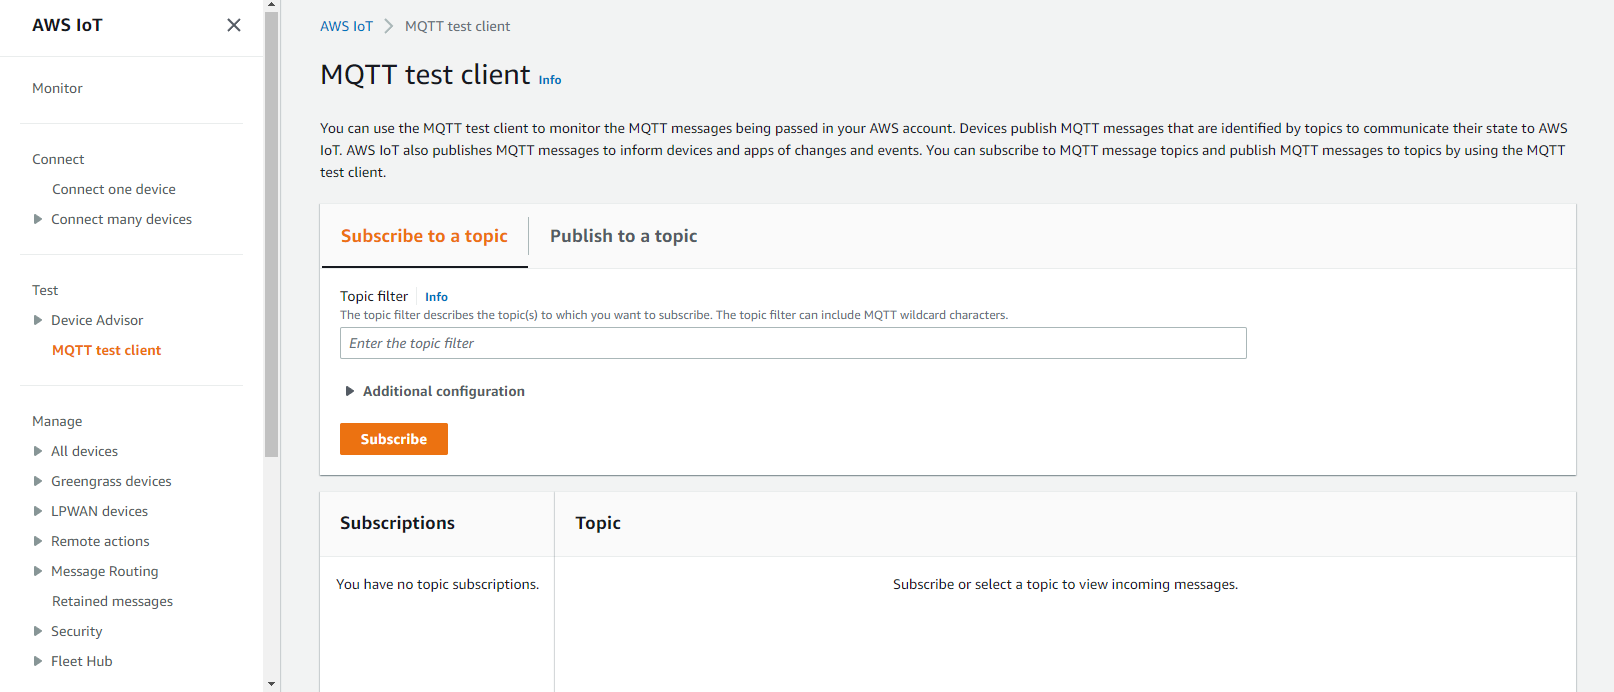 AWS IoT
Monitor
Connect
Connect one device
Connect many devices
Test
Device Advisor
MQTT test client
Manage
All devices
Greengrass devices
LPWAN devices
Remote actions
Message Routing
Retained messages
Security
Fleet Hub
AWS IoT MQTT test client
MQTT test client Info
You can use the MQTT test client to monitor the MQTT messages being passed in your AWS account. Devices publish MQTT messages that are identified by topics to communicate their state to AWS
IoT. AWS IoT also publishes MQTT messages to inform devices and apps of changes and events. You can subscribe to MQTT message topics and publish MQTT messages to topics by using the MQTT
test client.
Subscribe to a topic Publish to a topic
Topic filter Info
The topic filter describes the topic(s) to which you want to subscribe. The topic filter can include MQTT wildcard characters.
Enter the topic filter
Additional configuration
Subscribe
Subscriptions
You have no topic subscriptions.
Topic
Subscribe or select a topic to view incoming messages.